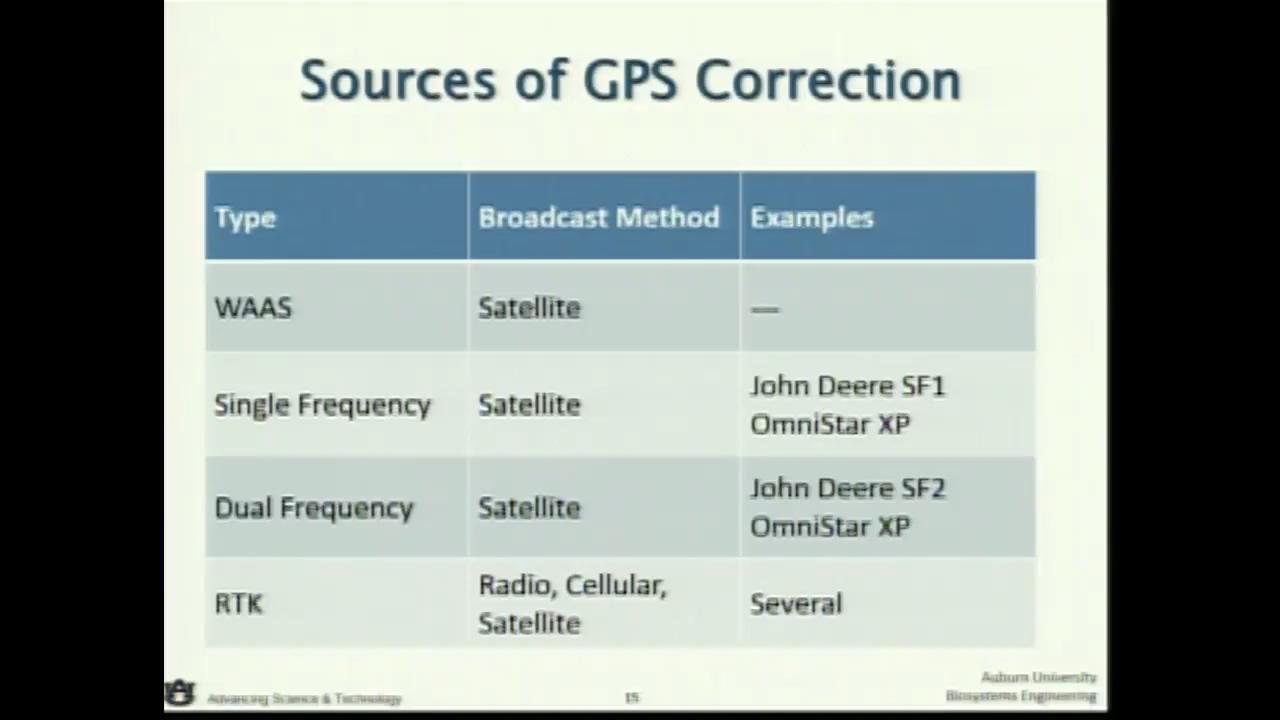 Sources of GPS Correction
Type Broadcast Method Examples
WAAS Satellite —
Single Frequency Satellite John Deere SF1
OmniStar XP
Dual Frequency Satellite John Deere SF2
OmniStar XP
RTK Radio, Cellular,
Satellite Several
Advancing Science & Technology
15
Auburn University
Biosystems Engineering